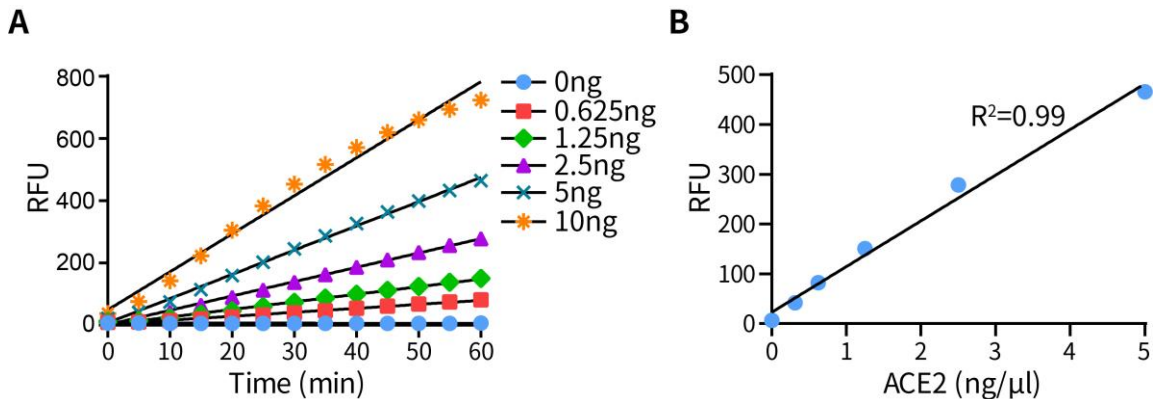 A
RFU
800
600
400
200
0
0 10 20 30 40 50 60
Time (min)
0ng
0.625ng
1.25ng
2.5ng
5ng
10ng
B
RFU
500
400
300
200
100
0
R²=0.99
0 1 2 3 4 5
ACE2 (ng/μl)